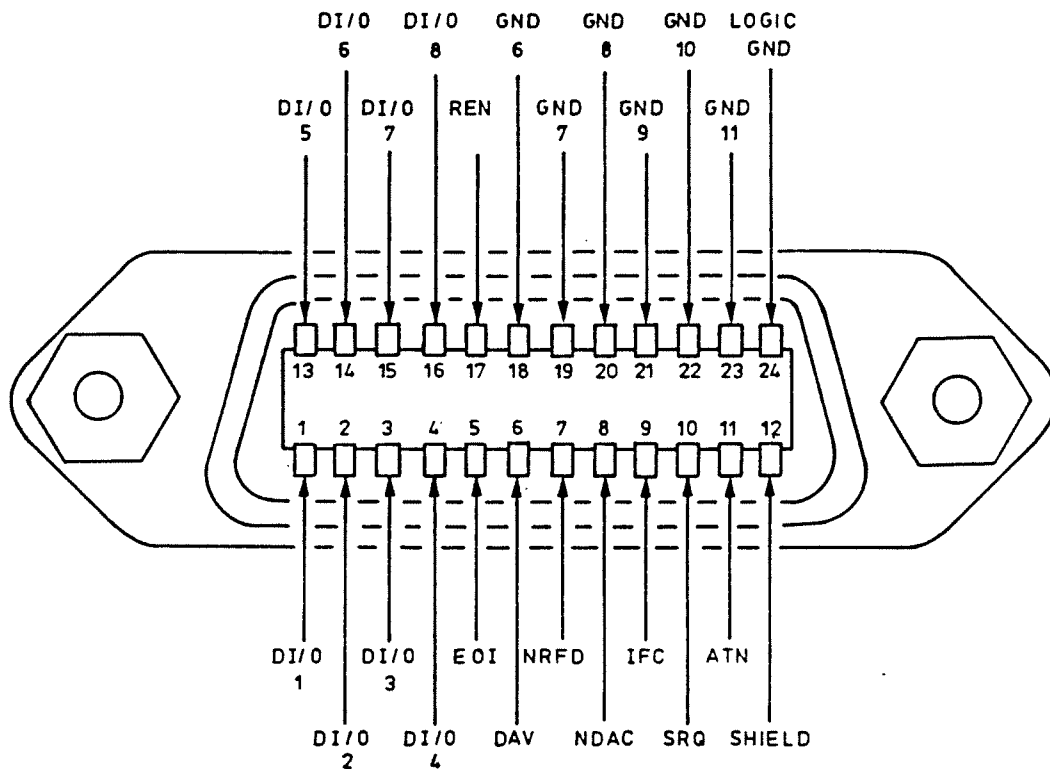 DI/O DI/O GND GND GND LOGIC
6 8 6 8 10 GND
DI/O DI/O REN GND GND GND
5 7 7 9 11
13 14 15 16 17 18 19 20 21 22 23 24
1 2 3 4 5 6 7 8 9 10 11 12
DI/O DI/O EOI NRFD IFC ATN
1 3
DI/O DI/O DAV NDAC SRQ SHIELD
2 4